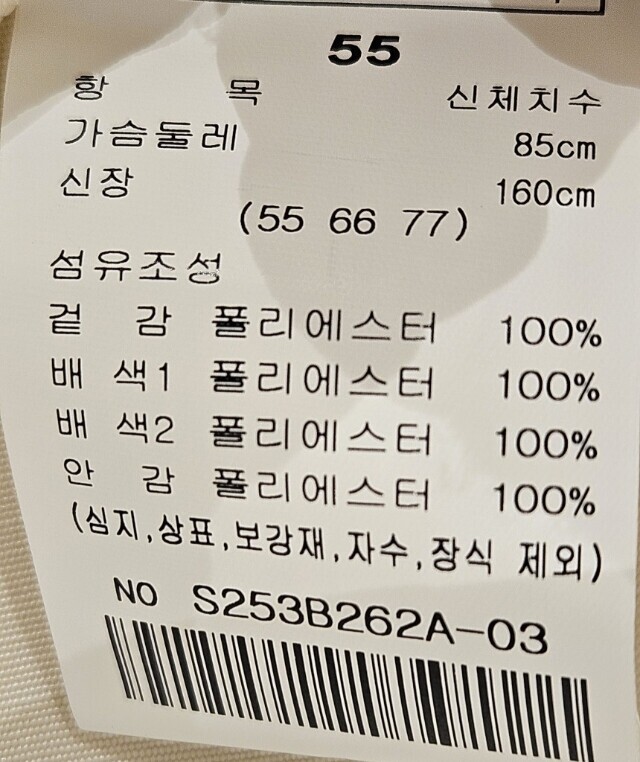 55
항 목 신체치수
가슴둘레 85cm
신장 160cm
(55 66 77)
섬유조성
겉 감 폴리에스터 100%
배 색1 폴리에스터 100%
배 색2 폴리에스터 100%
안 감 폴리에스터 100%
(심지,상표,보강재,자수,장식 제외)
NO S253B262A-03